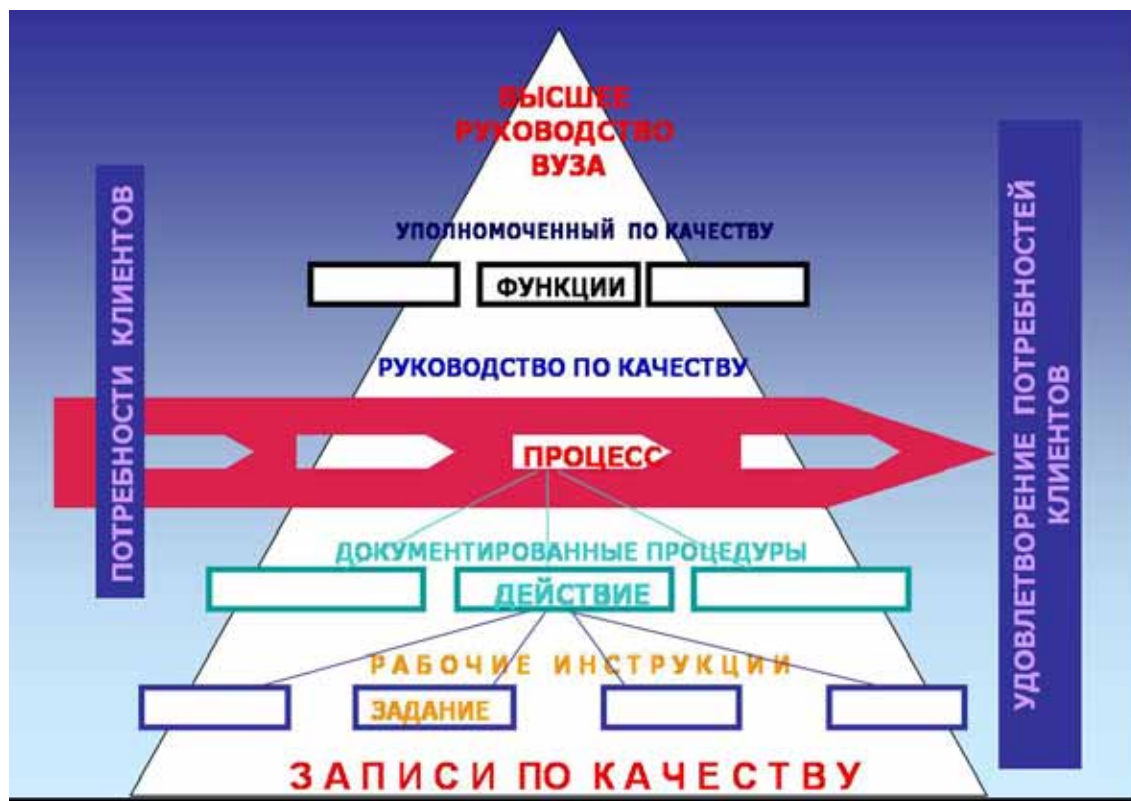 ВЫСШЕЕ
РУКОВОДСТВО
ВУЗА
УПОЛНОМОЧЕННЫЙ ПО КАЧЕСТВУ
ФУНКЦИИ
РУКОВОДСТВО ПО КАЧЕСТВУ
ПОТРЕБНОСТИ КЛИЕНТОВ
ПРОЦЕСС
УДОВЛЕТВОРЕНИЕ ПОТРЕБНОСТЕЙ
КЛИЕНТОВ
ДОКУМЕНТИРОВАННЫЕ ПРОЦЕДУРЫ
ДЕЙСТВИЕ
РАБОЧИЕ ИНСТРУКЦИИ
ЗАДАНИЕ
ЗАПИСИ ПО КАЧЕСТВУ